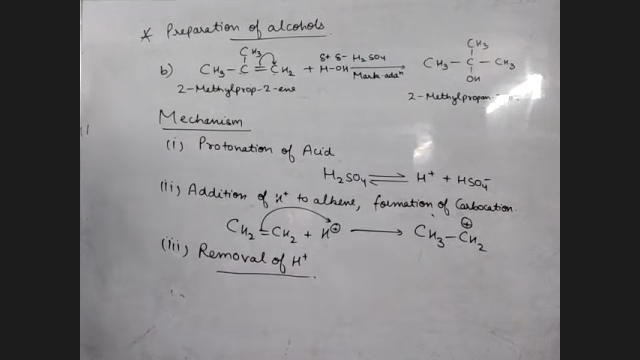 * Preparation of alcohols
b) CH3-C(CH3)=CH2 + H-OH H2SO4 → CH3-C(CH3)(OH)-CH3
δ+ δ-
Mark-adaⁿ
2-Methylprop-2-ene
2-Methylpropan
Mechanism
(i) Protonation of Acid
H2SO4 ⇌ H+ + HSO4-
(ii) Addition of H+ to alkene, formation of Carbocation.
CH2=CH2 + H⊕ → CH3-CH2⊕
(iii) Removal of H+